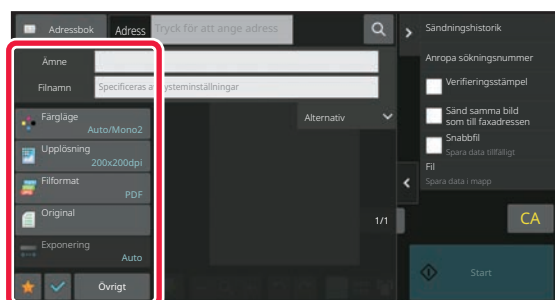 Adressbok
Adress
Tryck för att ange adress
Ämne
Filnamn
Specificeras av systeminställningar
Färgläge
Auto/Mono2
Upplösning
200x200dpi
Filformat
PDF
Original
Exponering
Auto
Övrigt
Alternativ
1/1
Sändningshistorik
Anropa sökningsnummer
Verifieringsstämpel
Sänd samma bild
som till faxadressen
Snabbfil
Spara data tillfälligt
Fil
Spara data i mapp
CA
Start